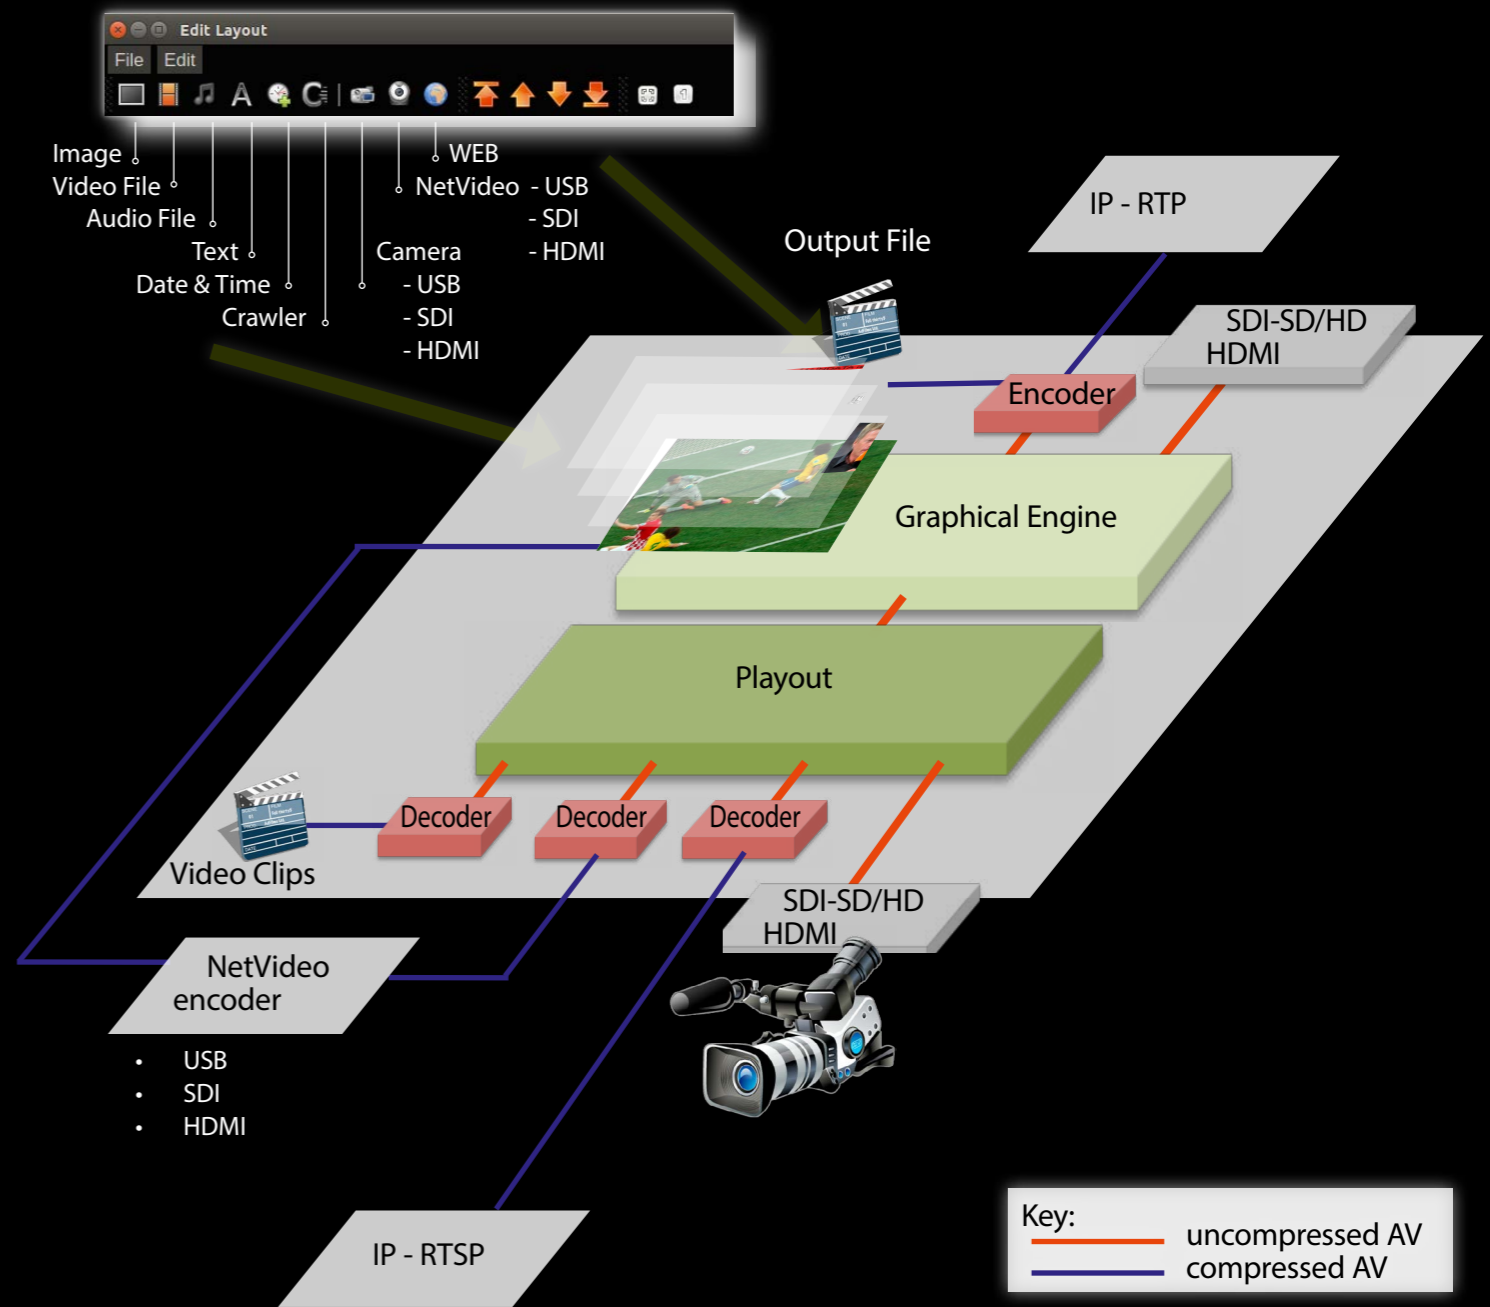 Edit Layout
File Edit
Image
Video File
Audio File
Text
Date & Time
Crawler
WEB
NetVideo - USB
- SDI
- HDMI
Camera
- USB
- SDI
- HDMI
Output File
IP - RTP
SDI-SD/HD
HDMI
Encoder
Graphical Engine
Playout
Decoder
Decoder
Decoder
Video Clips
SDI-SD/HD
HDMI
NetVideo
encoder
• USB
• SDI
• HDMI
IP - RTSP
Key:
uncompressed AV
compressed AV